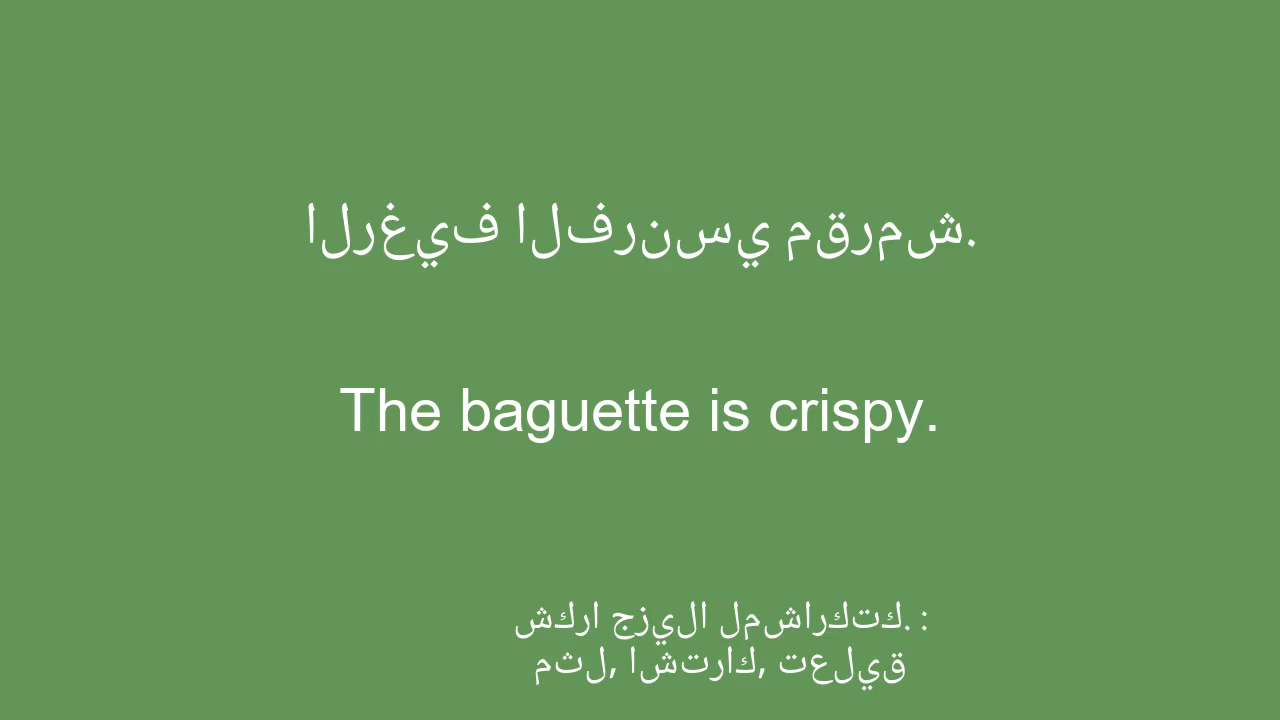 الرغيف الفرنسي مقرمش.
The baguette is crispy.
شكرا جزيلا لمشاركتك. :
مثل, اشتراك, تعليق